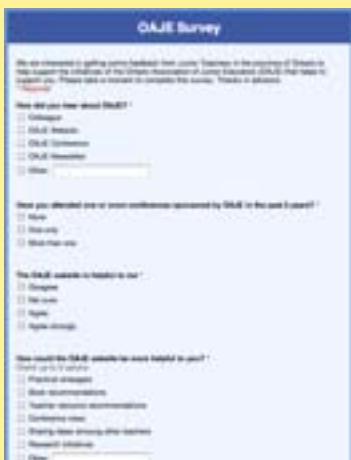 OAJE Survey
We are interested in getting some feedback from Junior Teachers in the province of Ontario to
help support the initiatives of the Ontario Association of Junior Educators (OAJE) that helps to
support you. Please take a moment to complete this survey. Thanks in advance.
* Required
How did you hear about OAJE? *
Colleague
OAJE Website
OAJE Conference
OAJE Newsletter
Other:
Have you attended one or more conferences sponsored by OAJE in the past 5 years? *
None
One only
More than one
The OAJE website is helpful to me *
Disagree
Not sure
Agree
Agree strongly
How could the OAJE website be more helpful to you? *
Check up to 3 options
Practical strategies
Book recommendations
Teacher resource recommendations
Conference news
Sharing ideas among other teachers
Research initiatives
Other: